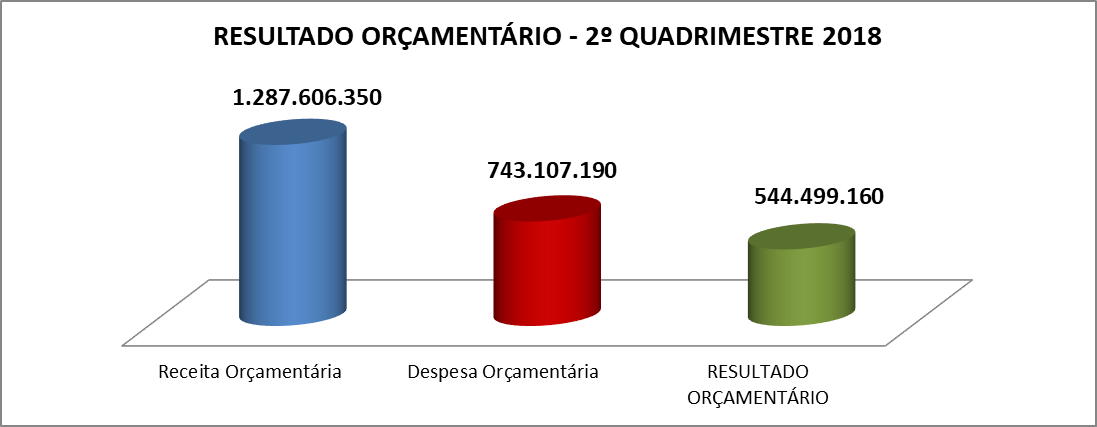 RESULTADO ORÇAMENTÁRIO - 2º QUADRIMESTRE 2018
1.287.606.350
743.107.190
544.499.160
Receita Orçamentária
Despesa Orçamentária
RESULTADO
ORÇAMENTÁRIO